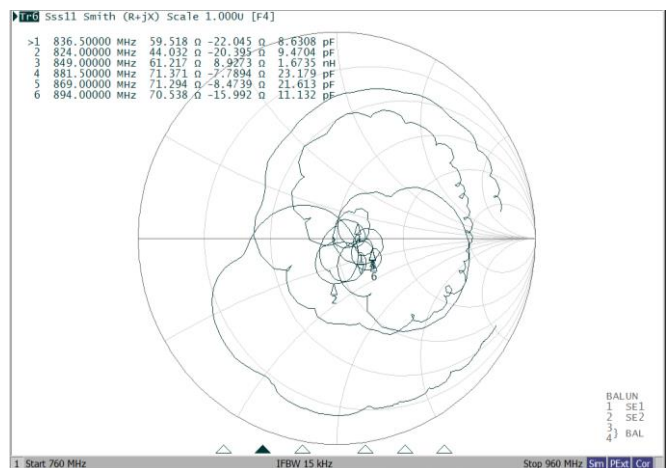 Tr6 Sss11 Smith (R+jX) Scale 1.000U [F4]
>1 836.50000 MHz 59.518 Ω -22.045 Ω 8.6308 pF
2 824.00000 MHz 44.032 Ω -20.395 Ω 9.4704 pF
3 849.00000 MHz 61.217 Ω 8.9273 Ω 1.6735 nH
4 881.50000 MHz 71.371 Ω -7.7894 Ω 23.179 pF
5 869.00000 MHz 71.294 Ω -8.4739 Ω 21.613 pF
6 894.00000 MHz 70.538 Ω -15.992 Ω 11.132 pF
6
2
BALUN
1 SE1
2 SE2
3
4} BAL
1 Start 760 MHz IFBW 15 kHz Stop 960 MHz Sim PExt Cor